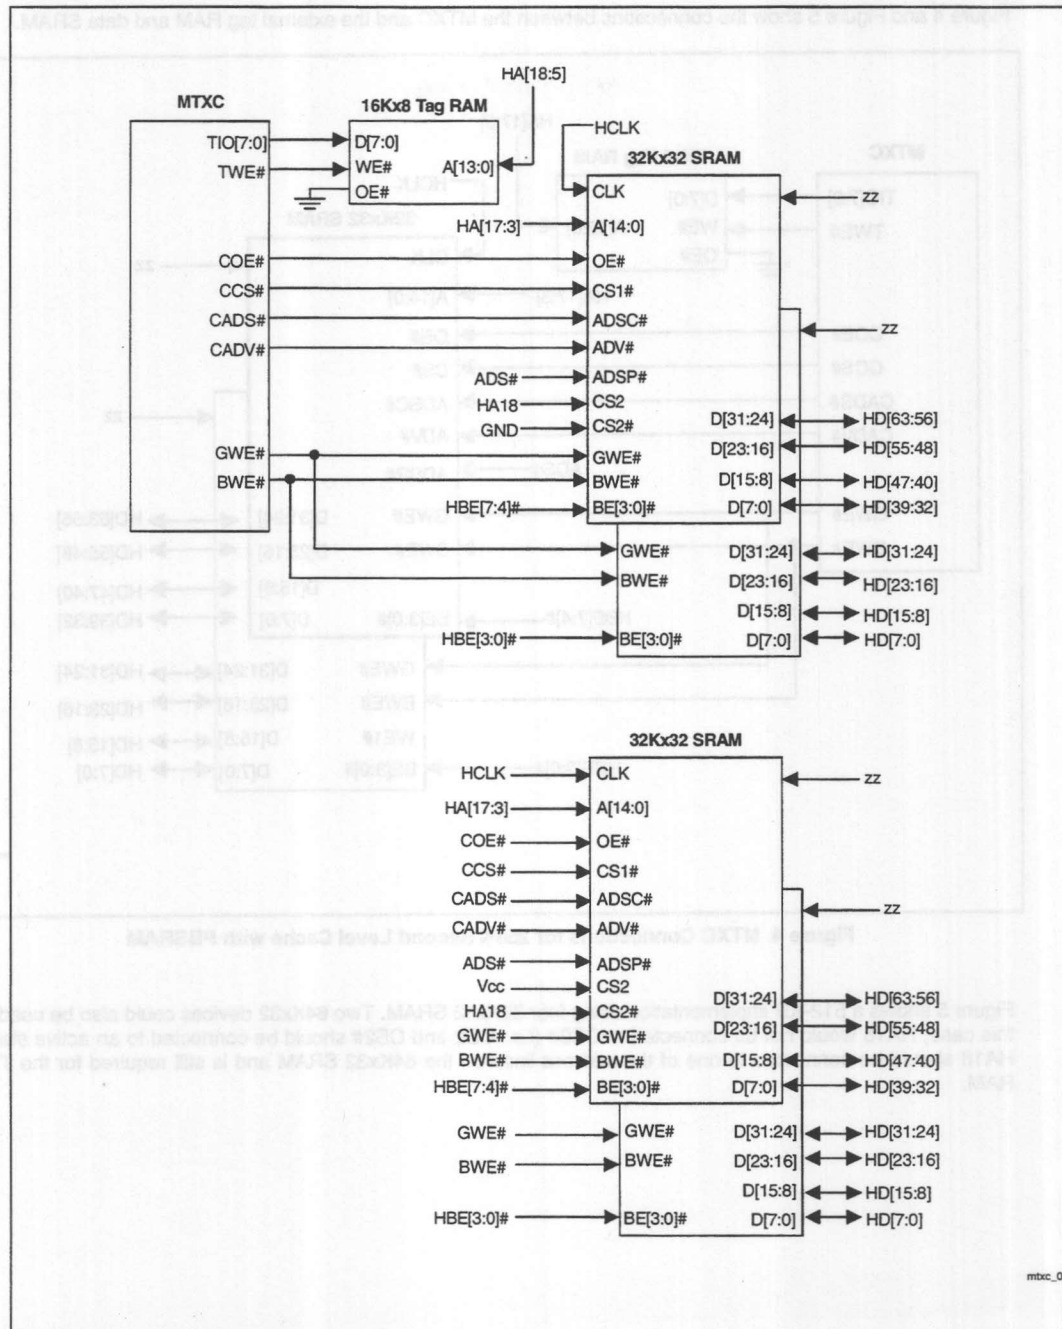 HA[18:5]
MTXC
16Kx8 Tag RAM
HCLK
TIO[7:0]
D[7:0]
32Kx32 SRAM
TWE#
WE#
A[13:0]
OE#
CLK
zz
HA[17:3]
A[14:0]
COE#
OE#
CCS#
CS1#
CADS#
ADSC#
zz
CADV#
ADV#
ADS#
ADSP#
HA18
CS2
GND
CS2#
D[31:24]
HD[63:56]
GWE#
GWE#
D[23:16]
HD[55:48]
BWE#
BWE#
D[15:8]
HD[47:40]
HBE[7:4]#
BE[3:0]#
D[7:0]
HD[39:32]
GWE#
D[31:24]
HD[31:24]
BWE#
D[23:16]
HD[23:16]
D[15:8]
HD[15:8]
HBE[3:0]#
BE[3:0]#
D[7:0]
HD[7:0]
32Kx32 SRAM
HCLK
CLK
zz
HA[17:3]
A[14:0]
COE#
OE#
CCS#
CS1#
CADS#
ADSC#
zz
CADV#
ADV#
ADS#
ADSP#
Vcc
CS2
HA18
CS2#
D[31:24]
HD[63:56]
GWE#
GWE#
D[23:16]
HD[55:48]
BWE#
BWE#
D[15:8]
HD[47:40]
HBE[7:4]#
BE[3:0]#
D[7:0]
HD[39:32]
GWE#
GWE#
D[31:24]
HD[31:24]
BWE#
BWE#
D[23:16]
HD[23:16]
D[15:8]
HD[15:8]
HBE[3:0]#
BE[3:0]#
D[7:0]
HD[7:0]
mtxc_0